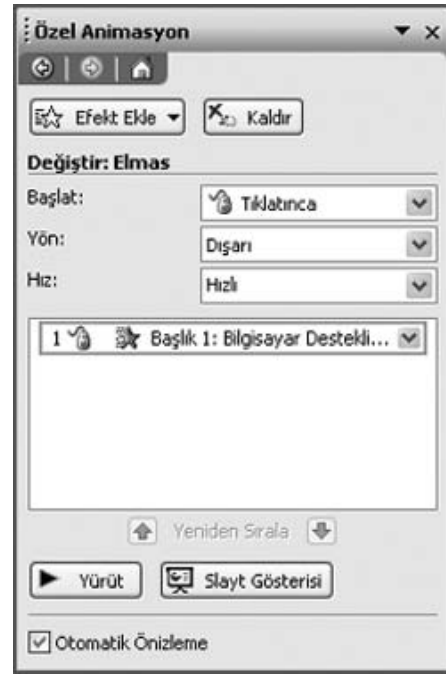 Özel Animasyon
Efekt Ekle Kaldır
Değiştir: Elmas
Başlat: Tıklatınca
Yön: Dışarı
Hız: Hızlı
1 Başlık 1: Bilgisayar Destekli...
Yeniden Sırala
Yürüt Slayt Gösterisi
Otomatik Önizleme